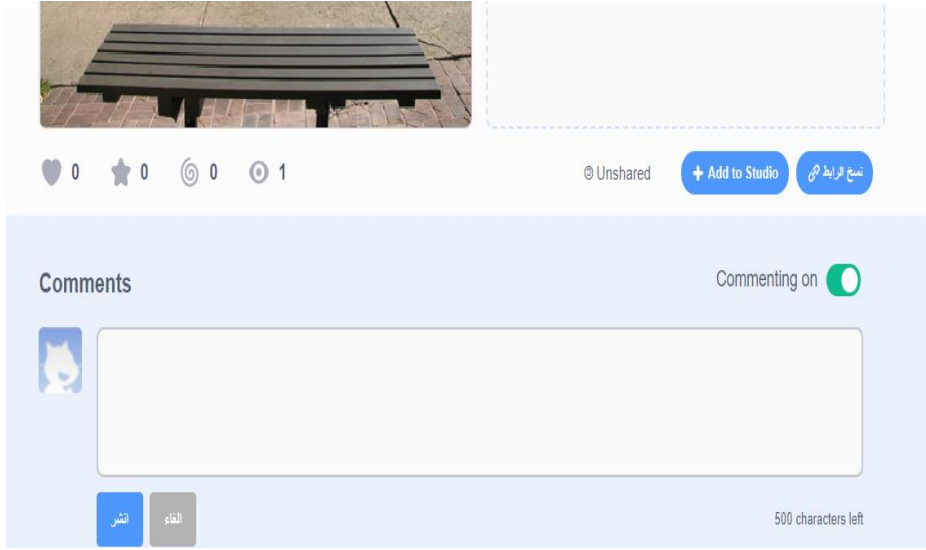 0 0 0 1 © Unshared + Add to Studio نسخ الرابط
Comments Commenting on
انشر الغاء 500 characters left